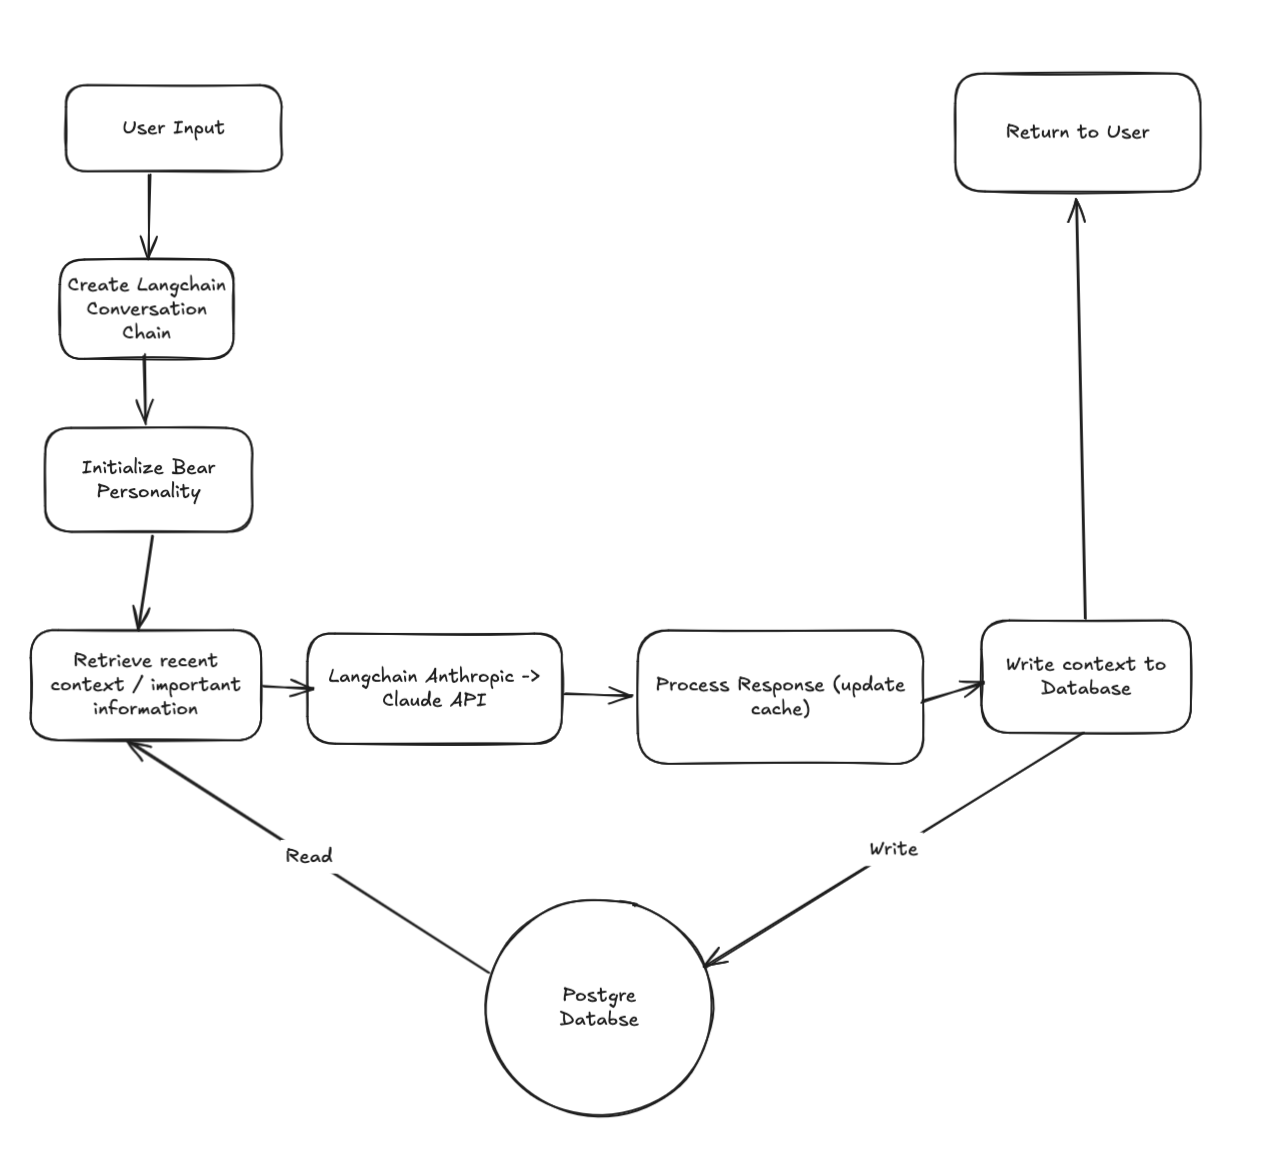 User Input
Return to User
Create Langchain
Conversation
Chain
Initialize Bear
Personality
Retrieve recent
context / important
information
Langchain Anthropic ->
Claude API
Process Response (update
cache)
Write context to
Database
Read
Write
Postgre
Databse